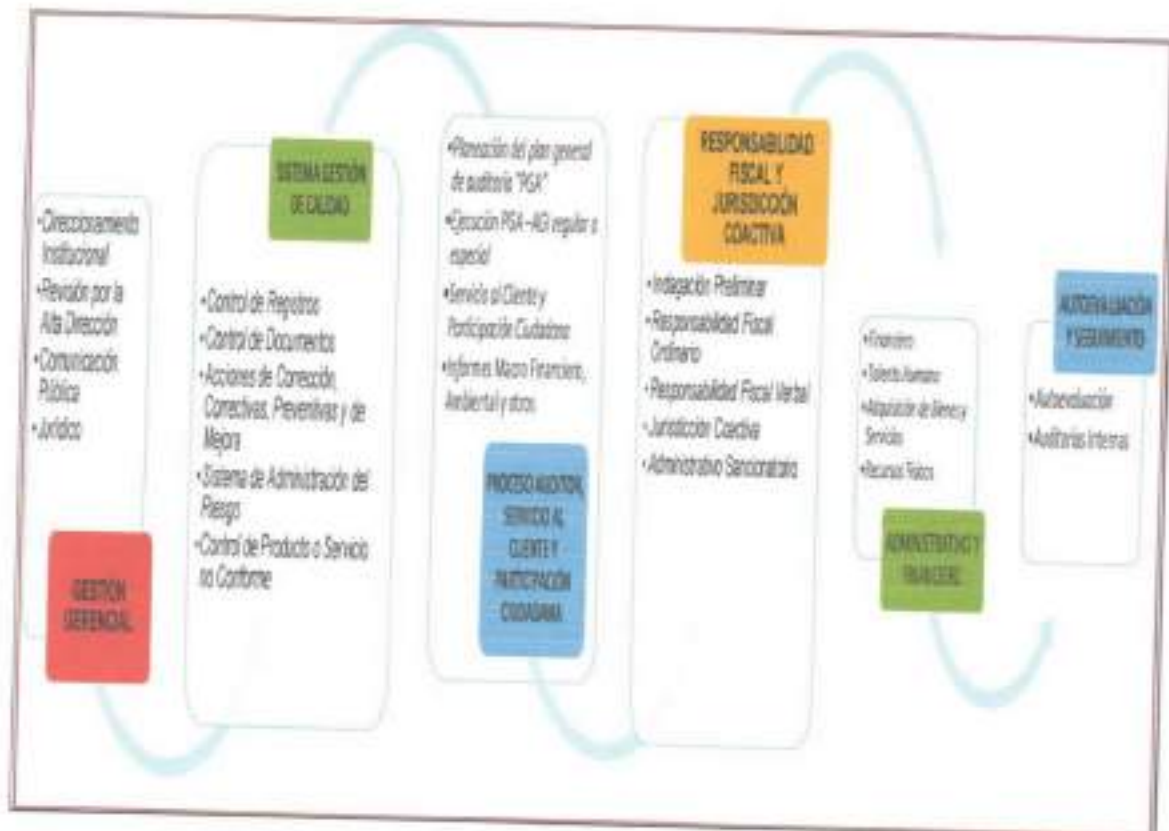 •Direccionamiento
Institucional
•Revisión por la
Alta Dirección
•Comunicación
Pública
•Jurídico
GESTIÓN
GERENCIAL
SISTEMA GESTIÓN
DE CALIDAD
•Control de Registros
•Control de Documentos
•Acciones de Corrección,
Correctivas, Preventivas y de
Mejora
•Sistema de Administración del
Riesgo
•Control de Producto o Servicio
no Conforme
•Planeación del plan general
de auditoria "PGA"
•Ejecución PGA –AGI regular o
especial
•Servicio al Cliente y
Participación Ciudadana
•Informes Macro Financiero,
Ambiental y otros
PROCESO AUDITOR,
SERVICIO AL
CLIENTE Y
PARTICIPACIÓN
CIUDADANA
RESPONSABILIDAD
FISCAL Y
JURISDICCIÓN
COACTIVA
•Indagación Preliminar
•Responsabilidad Fiscal
Ordinario
•Responsabilidad Fiscal Verbal
•Jurisdicción Coactiva
•Administrativo Sancionatorio
•Financiero
•Talento Humano
•Adquisición de Bienes y
Servicios
•Recursos Físicos
ADMINISTRATIVO Y
FINANCIERO
AUTOEVALUACIÓN
Y SEGUIMIENTO
•Autoevaluación
•Auditorías Internas